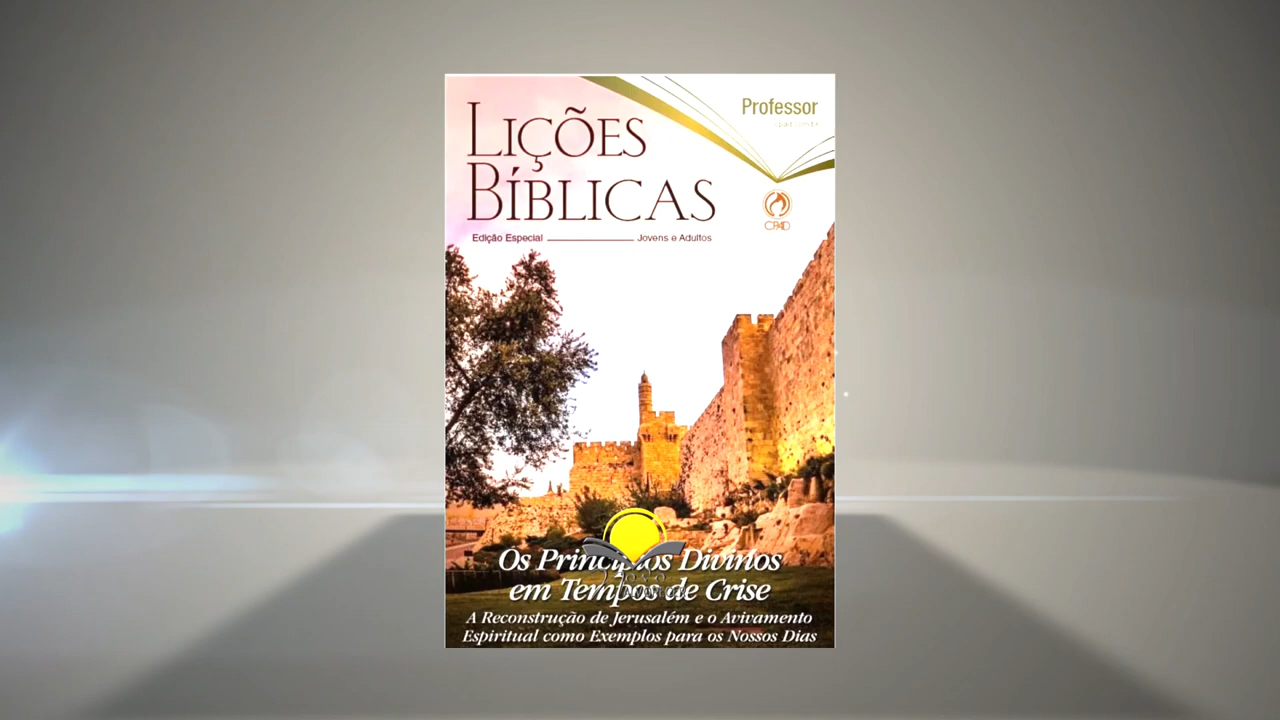 LIÇÕES
BÍBLICAS
Professor
CPAD
Edição Especial
Jovens e Adultos
Os Princípios Divinos
em Tempos de Crise
A Reconstrução de Jerusalém e o Avivamento
Espiritual como Exemplos para os Nossos Dias